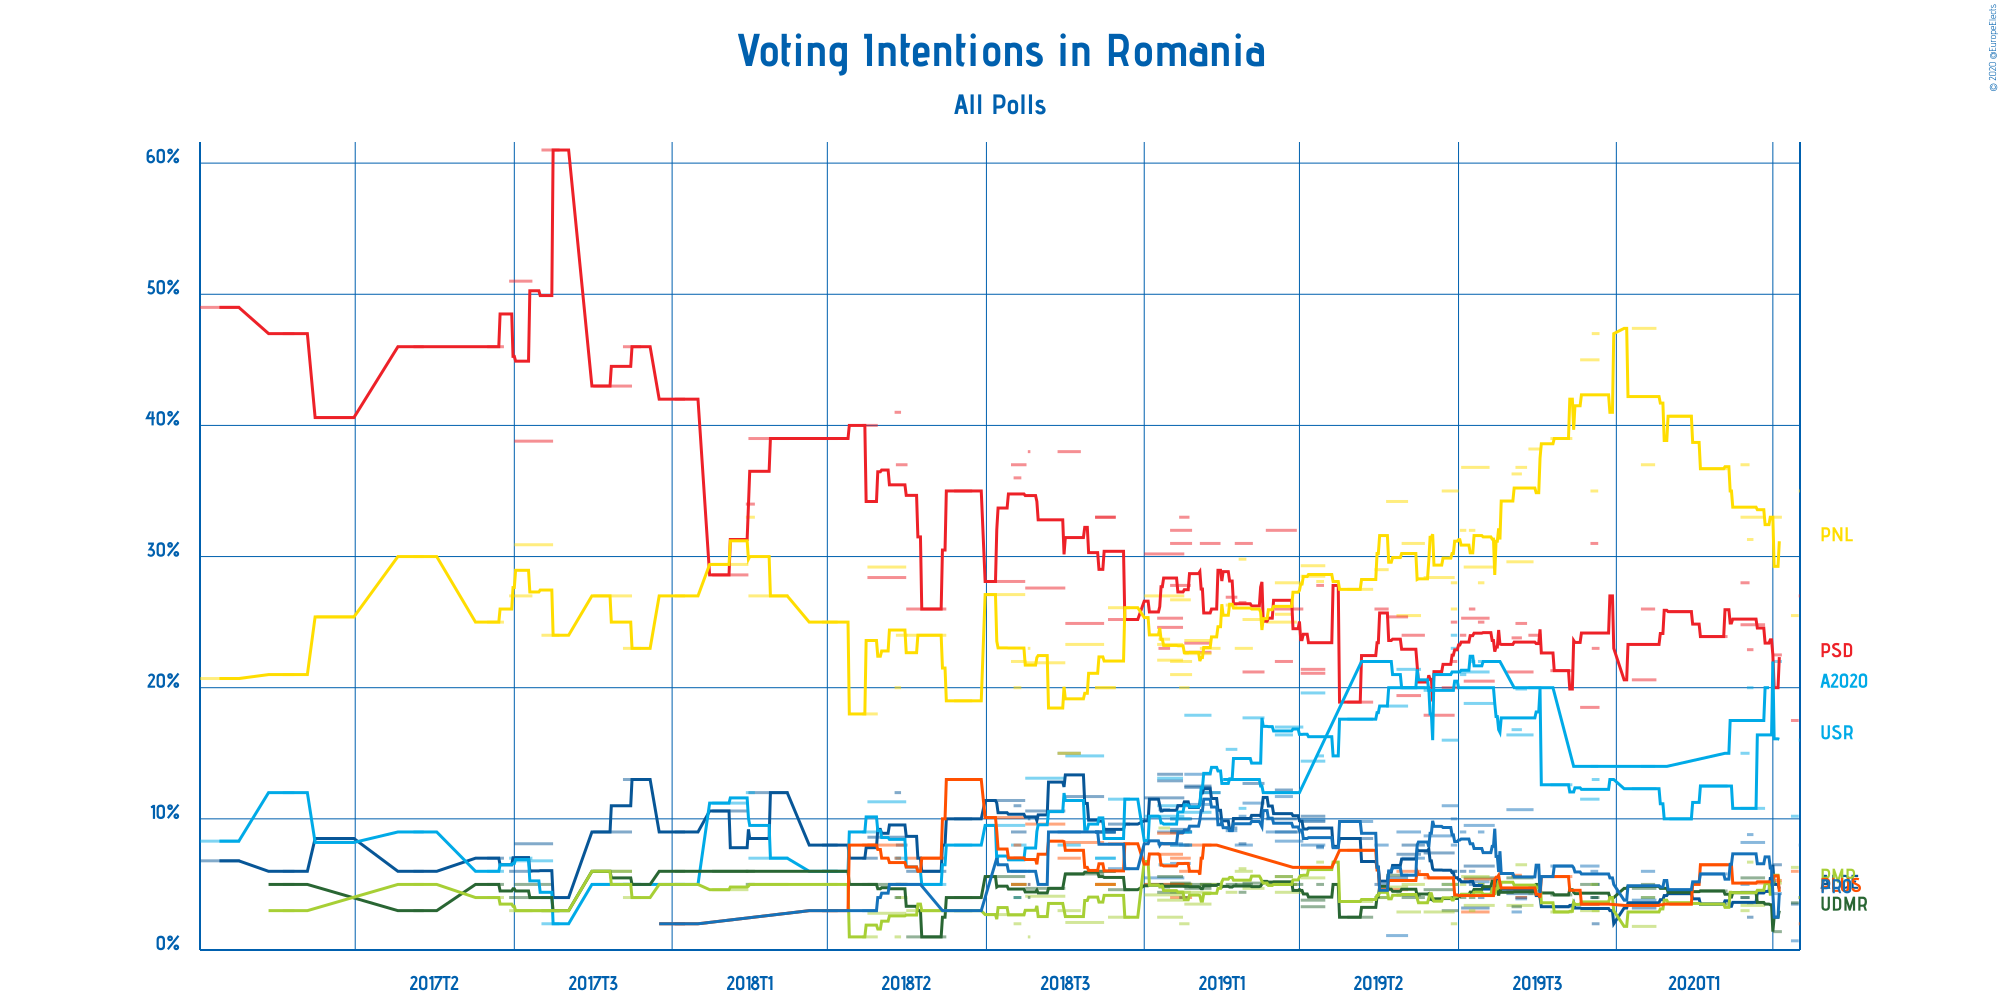 © 2020 @EuropeElects
Voting Intentions in Romania
All Polls
60%
50%
40%
30%
20%
10%
0%
PNL
PSD
A2020
USR
PMP
UDMR
2017T2 2017T3 2018T1 2018T2 2018T3 2019T1 2019T2 2019T3 2020T1